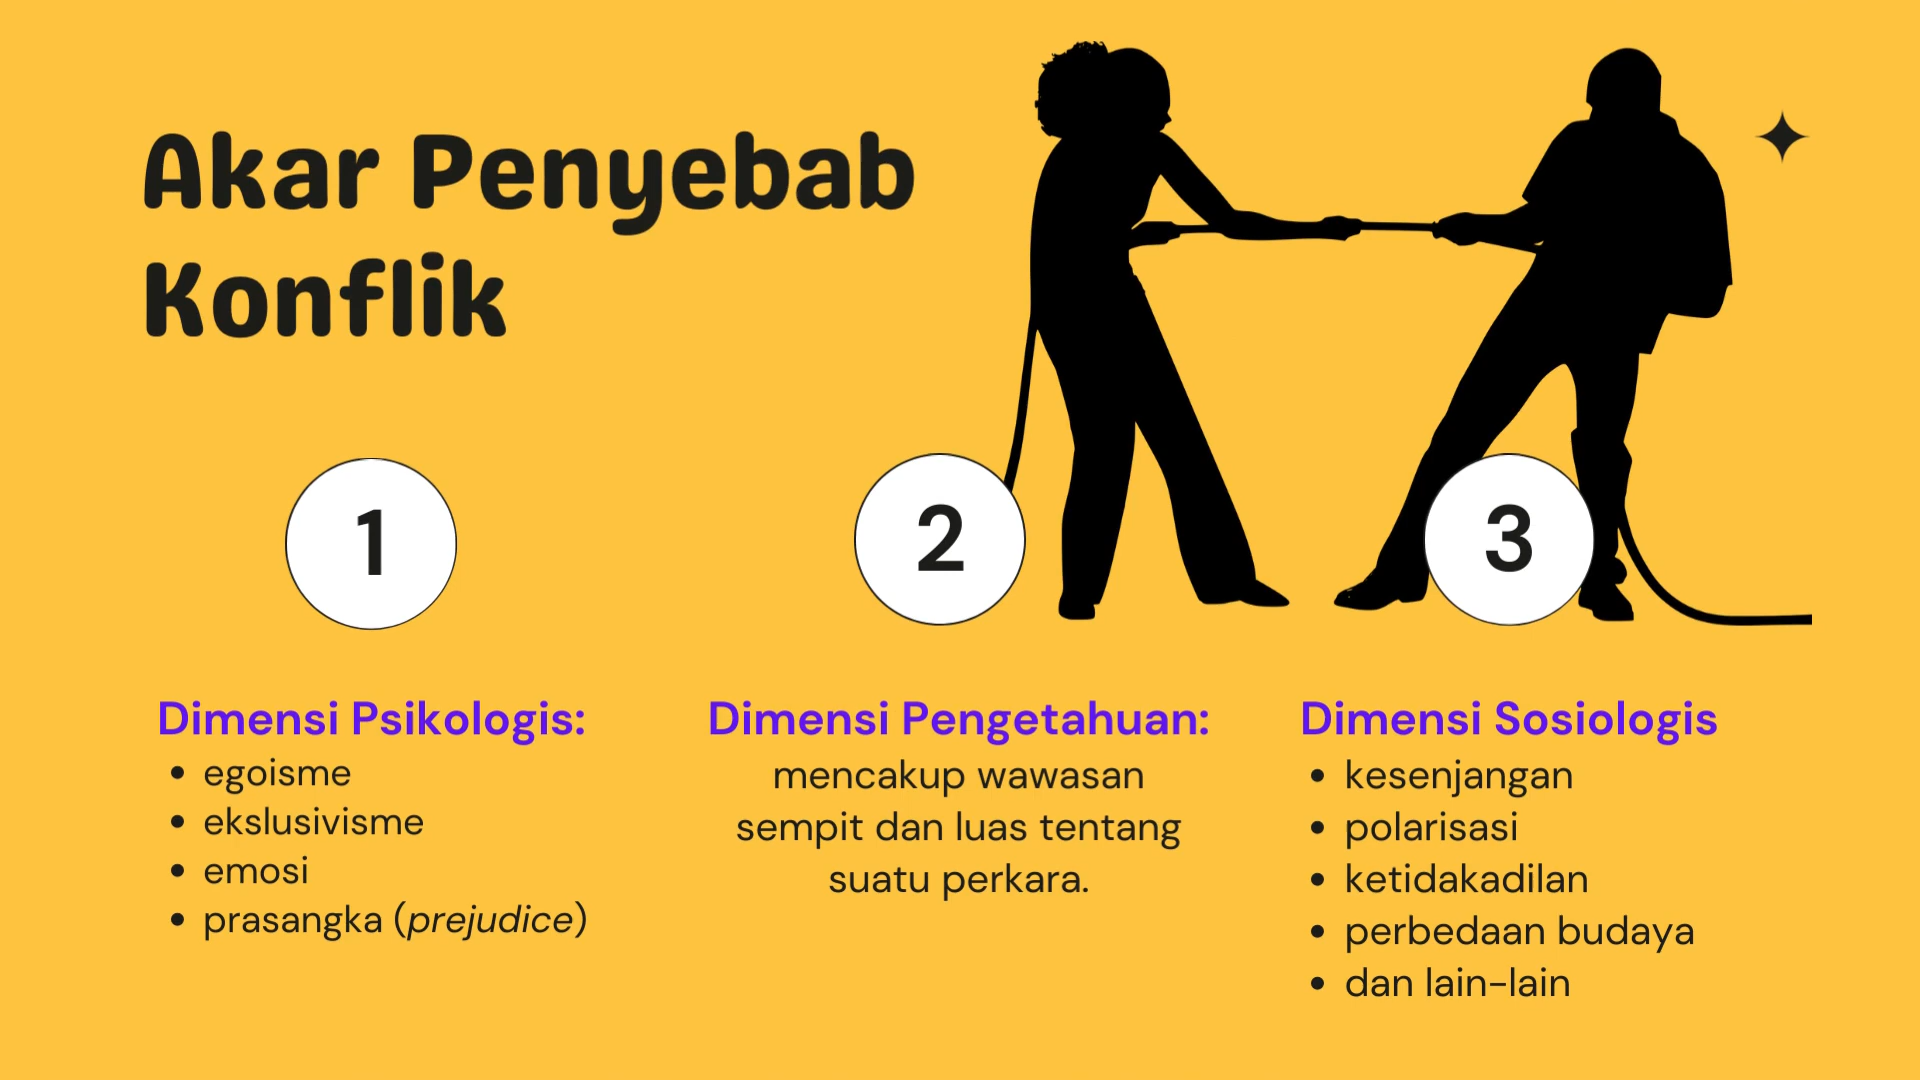 Akar Penyebab
Konflik
1
Dimensi Psikologis:
• egoisme
• ekslusivisme
• emosi
• prasangka (prejudice)
2
Dimensi Pengetahuan:
mencakup wawasan
sempit dan luas tentang
suatu perkara.
3
Dimensi Sosiologis
• kesenjangan
• polarisasi
• ketidakadilan
• perbedaan budaya
• dan lain-lain